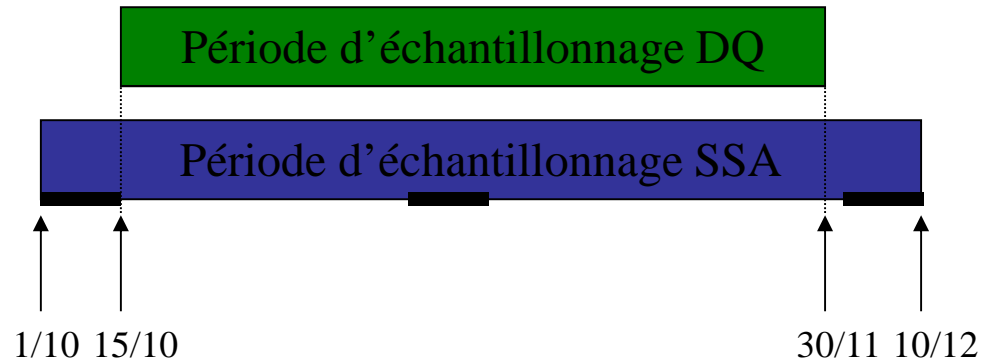 Période d’échantillonnage DQ
Période d’échantillonnage SSA
1/10 15/10 30/11 10/12